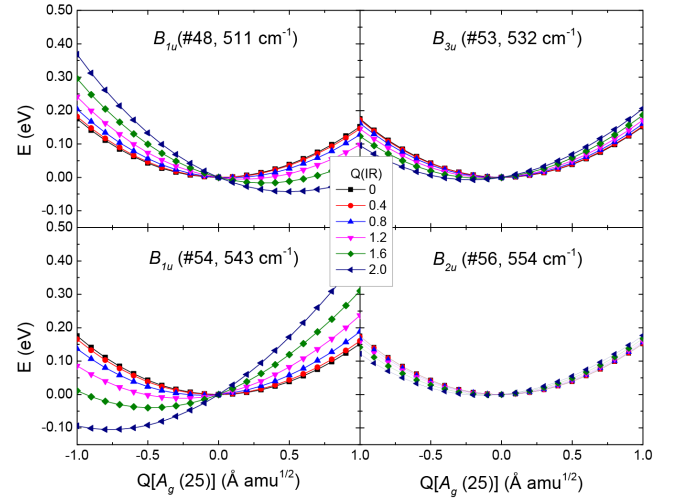 0.50
B1u(#48, 511 cm-1)
B3u (#53, 532 cm-1)
0.40
0.30
0.20
0.10
0.00
-0.10
E (eV)
Q(IR)
0
0.4
0.8
1.2
1.6
2.0
0.50
B1u (#54, 543 cm-1)
B2u (#56, 554 cm-1)
0.40
0.30
0.20
0.10
0.00
-0.10
E (eV)
-1.0 -0.5 0.0 0.5 1.0 -0.5 0.0 0.5 1.0
Q[Ag (25)] (Å amu1/2) Q[Ag (25)] (Å amu1/2)